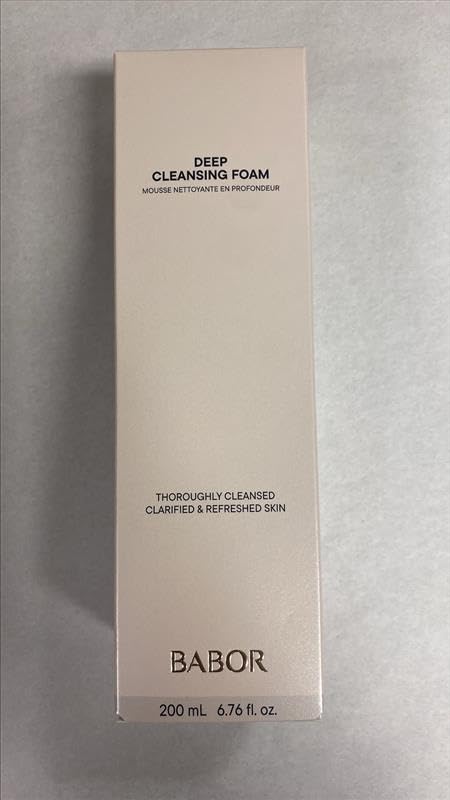 DEEP
CLEANSING FOAM
MOUSSE NETTOYANTE EN PROFONDEUR
THOROUGHLY CLEANSED
CLARIFIED & REFRESHED SKIN
BABOR
200 mL 6.76 fl. oz.